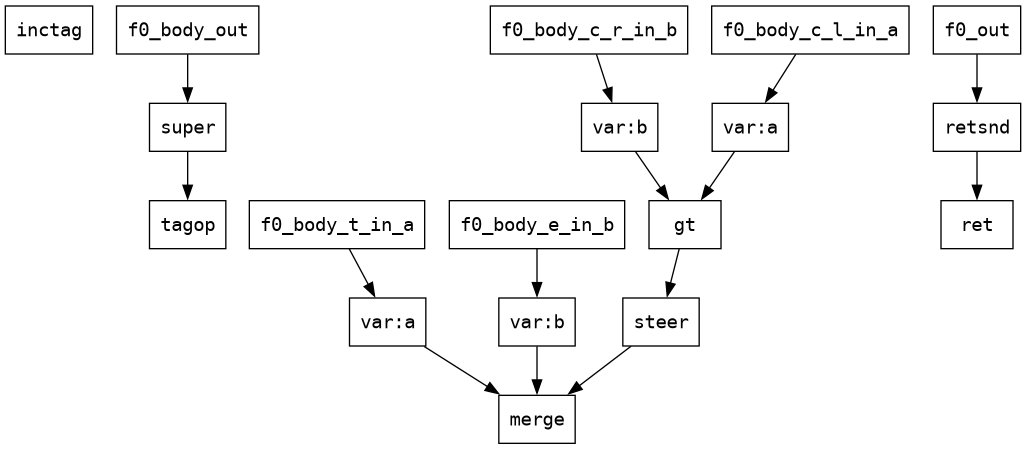 inctag
f0_body_out
f0_body_c_r_in_b
f0_body_c_l_in_a
f0_out
super
var:b
var:a
retsnd
tagop
f0_body_t_in_a
f0_body_e_in_b
gt
ret
var:a
var:b
steer
merge